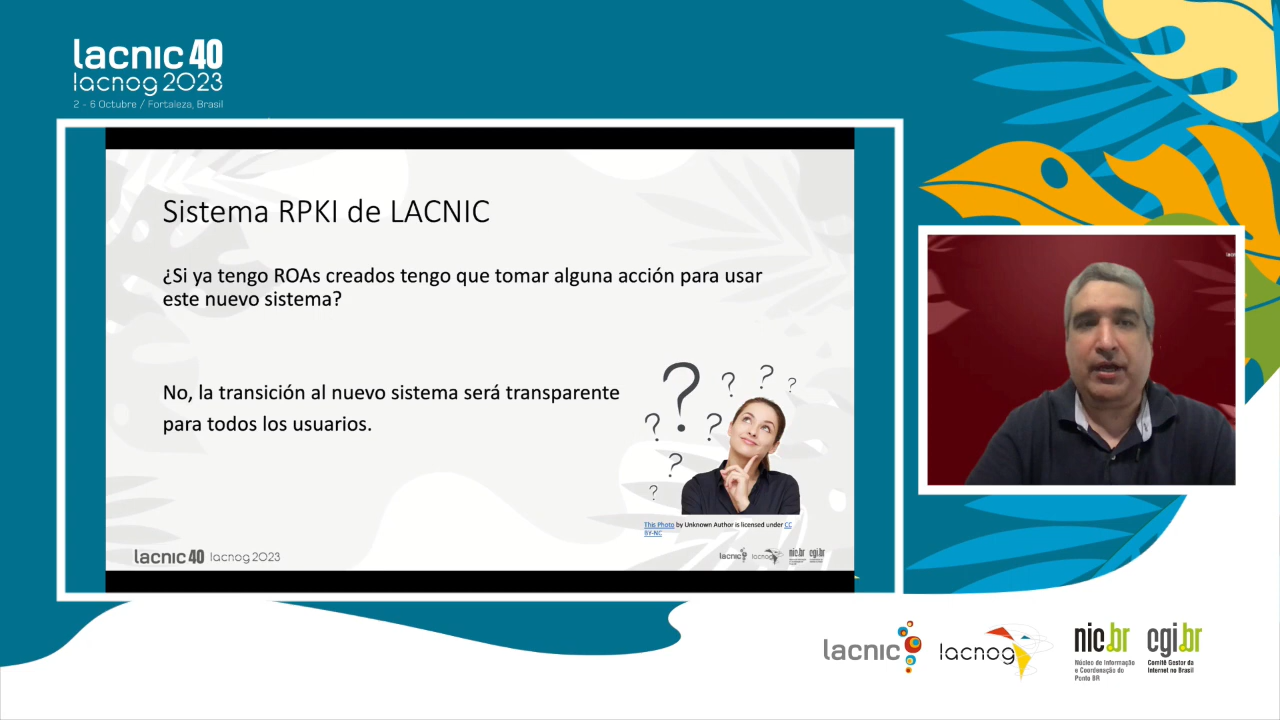 lacnic 40
lacnog 2023
2 - 6 Octubre / Fortaleza, Brasil
Sistema RPKI de LACNIC
¿Si ya tengo ROAs creados tengo que tomar alguna acción para usar
este nuevo sistema?
No, la transición al nuevo sistema será transparente
para todos los usuarios.
? ? ? ?
? ?
?
?
This Photo by Unknown Author is licensed under CC
BY-NC
lacnic 40 lacnog 2023
lacnic lacnog nic.br cgi.br
lacnic lacnog nic.br cgi.br
Núcleo de Informação
e Coordenação do
Ponto BR
Comitê Gestor da
Internet no Brasil